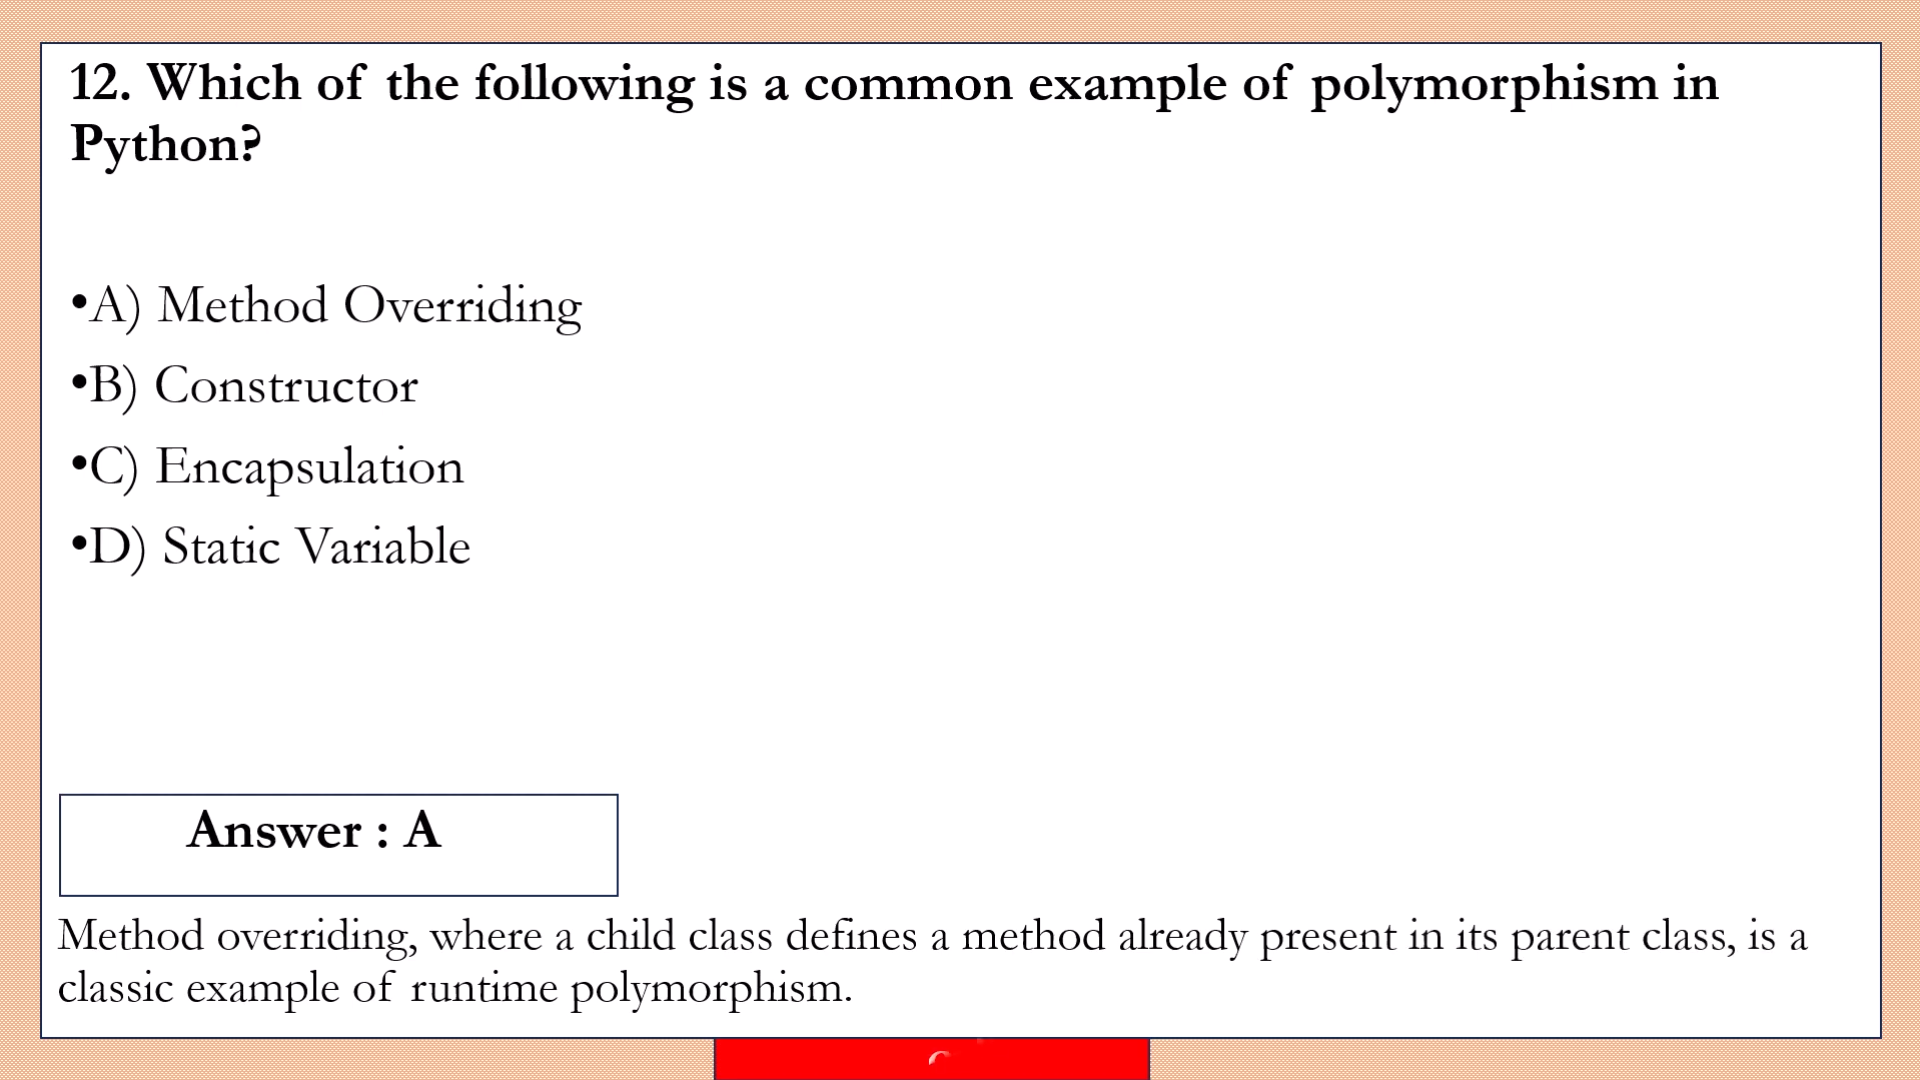 12. Which of the following is a common example of polymorphism in
Python?
•A) Method Overriding
•B) Constructor
•C) Encapsulation
•D) Static Variable
Answer : A
Method overriding, where a child class defines a method already present in its parent class, is a
classic example of runtime polymorphism.